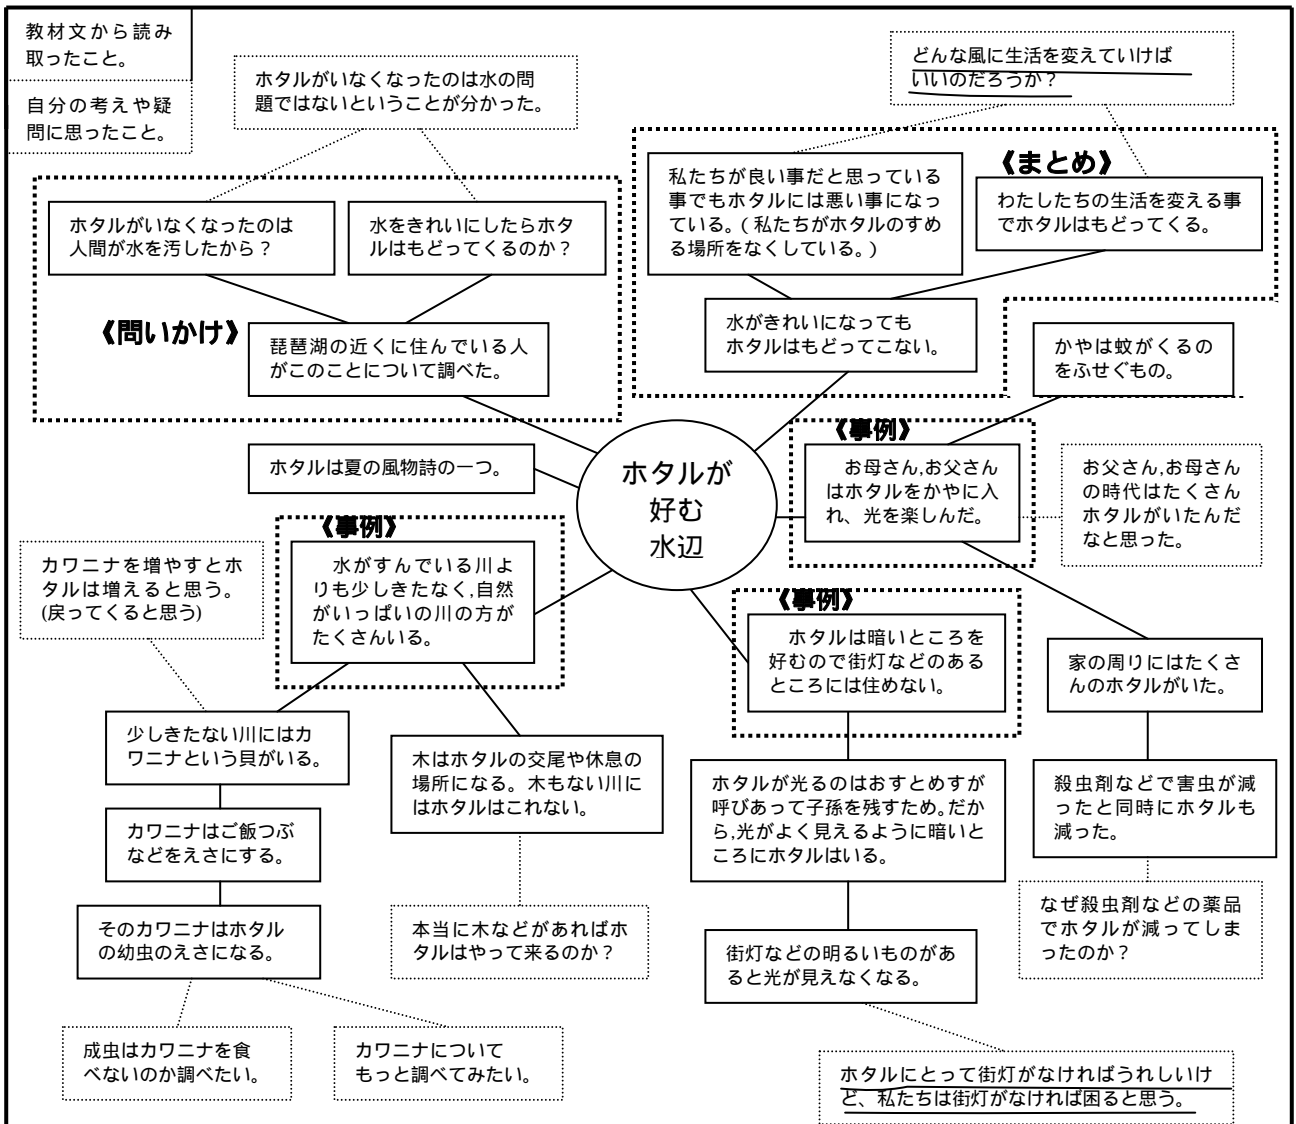 教材文から読み
取ったこと。
自分の考えや疑
問に思ったこと。
ホタルがいなくなったのは水の問
題ではないということが分かった。
どんな風に生活を変えていけば
いいのだろうか？
《まとめ》
私たちが良い事だと思っている
事でもホタルには悪い事になっ
ている。(私たちがホタルのすめ
る場所をなくしている。)
わたしたちの生活を変える事
でホタルはもどってくる。
ホタルがいなくなったのは
人間が水を汚したから？
水をきれいにしたらホタ
ルはもどってくるのか？
《問いかけ》
琵琶湖の近くに住んでいる人
がこのことについて調べた。
水がきれいになっても
ホタルはもどってこない。
かやは蚊がくるの
をふせぐもの。
ホタルは夏の風物詩の一つ。
ホタルが
好む
水辺
《事例》
お母さん,お父さん
はホタルをかやに入
れ、光を楽しんだ。
お父さん,お母さん
の時代はたくさん
ホタルがいたんだ
なと思った。
《事例》
水がすんでいる川よ
りも少しきたなく,自然
がいっぱいの川の方が
たくさんいる。
カワニナを増やすとホ
タルは増えると思う。
(戻ってくると思う)
《事例》
ホタルは暗いところを
好むので街灯などのある
ところには住めない。
家の周りにはたくさ
んのホタルがいた。
少しきたない川にはカ
ワニナという貝がいる。
木はホタルの交尾や休息の
場所になる。木もない川に
はホタルはこれない。
ホタルが光るのはおすとめすが
呼びあって子孫を残すため。だか
ら,光がよく見えるように暗いと
ころにホタルはいる。
殺虫剤などで害虫が減
ったと同時にホタルも
減った。
カワニナはご飯つぶ
などをえさにする。
そのカワニナはホタル
の幼虫のえさになる。
本当に木などがあればホ
タルはやって来るのか？
街灯などの明るいものがあ
ると光が見えなくなる。
なぜ殺虫剤などの薬品
でホタルが減ってしま
ったのか？
成虫はカワニナを食
べないのか調べたい。
カワニナについて
もっと調べてみたい。
ホタルにとって街灯がなければうれしいけ
ど、私たちは街灯がなければ困ると思う。